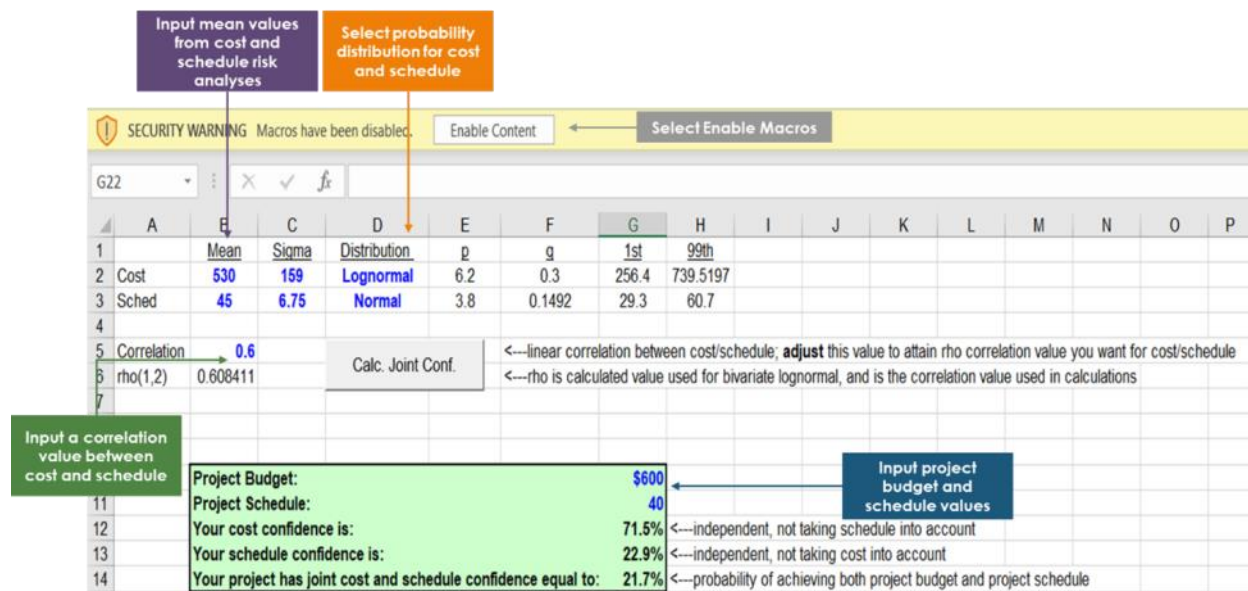 Input mean values
from cost and
schedule risk
analyses
Select probability
distribution for cost
and schedule
SECURITY WARNING Macros have been disabled. Enable Content
Select Enable Macros
G22 fx
A B C D E F G H I J K L M N O P
1 Mean Sigma Distribution p q 1st 99th
2 Cost 530 159 Lognormal 6.2 0.3 256.4 739.5197
3 Sched 45 6.75 Normal 3.8 0.1492 29.3 60.7
4
5 Correlation 0.6 <---linear correlation between cost/schedule; adjust this value to attain rho correlation value you want for cost/schedule
Calc. Joint Conf.
6 rho(1,2) 0.608411 <---rho is calculated value used for bivariate lognormal, and is the correlation value used in calculations
7
Input a correlation
value between
cost and schedule
Input project
budget and
schedule values
Project Budget: $600
11 Project Schedule: 40
12 Your cost confidence is: 71.5% <---independent, not taking schedule into account
13 Your schedule confidence is: 22.9% <---independent, not taking cost into account
14 Your project has joint cost and schedule confidence equal to: 21.7% <---probability of achieving both project budget and project schedule